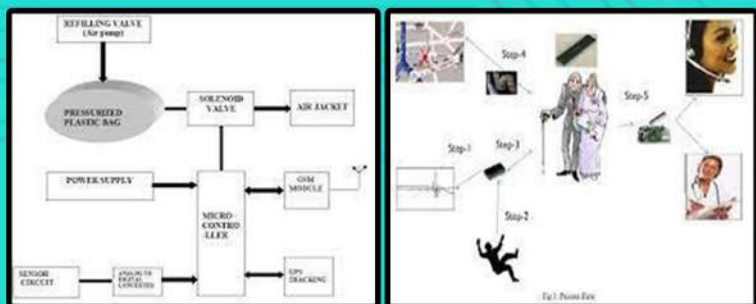 REFILLING VALVE
(Air pump)
PRESSURIZED
PLASTIC BAG
SOLENOID
VALVE
AIR JACKET
POWER SUPPLY
GSM
MODULE
MICRO-
CONTRO
-LLER
SENSOR
CIRCUIT
ANALOG TO
DIGITAL
CONVERTER
GPS
TRACKING
Step-4
Step-5
Step-1
Step-3
Step-2